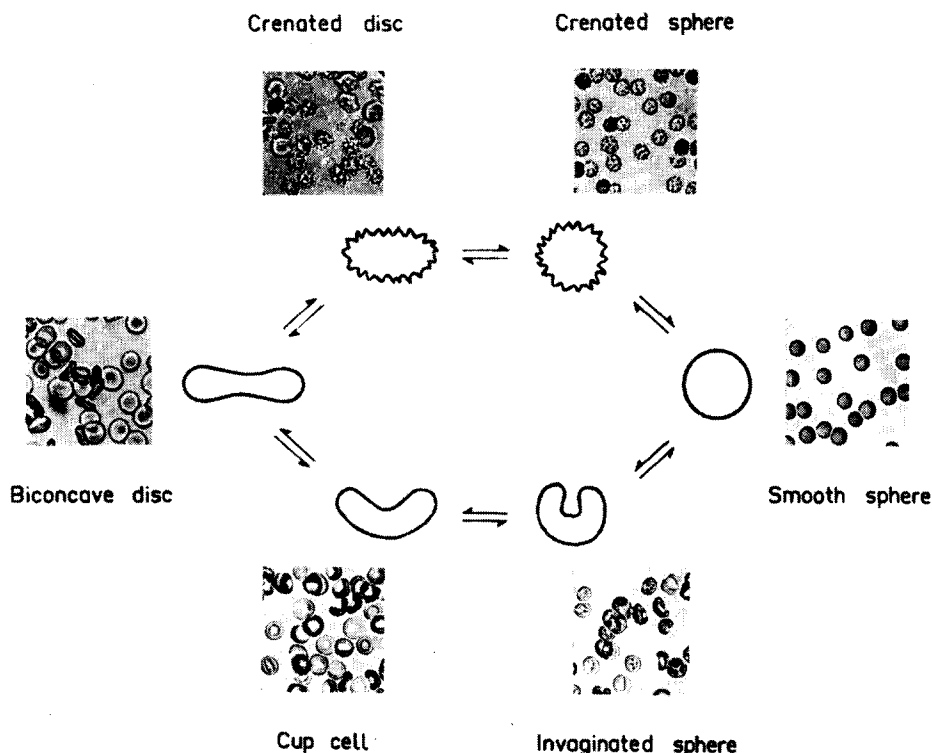 Crenated disc
Crenated sphere
Biconcave disc
Smooth sphere
Cup cell
Invaginated sphere